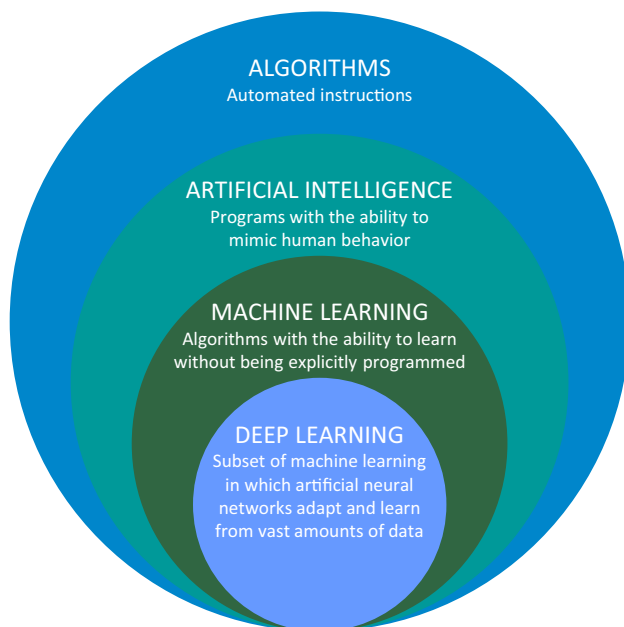 ALGORITHMS
Automated instructions
ARTIFICIAL INTELLIGENCE
Programs with the ability to
mimic human behavior
MACHINE LEARNING
Algorithms with the ability to learn
without being explicitly programmed
DEEP LEARNING
Subset of machine learning
in which artificial neural
networks adapt and learn
from vast amounts of data